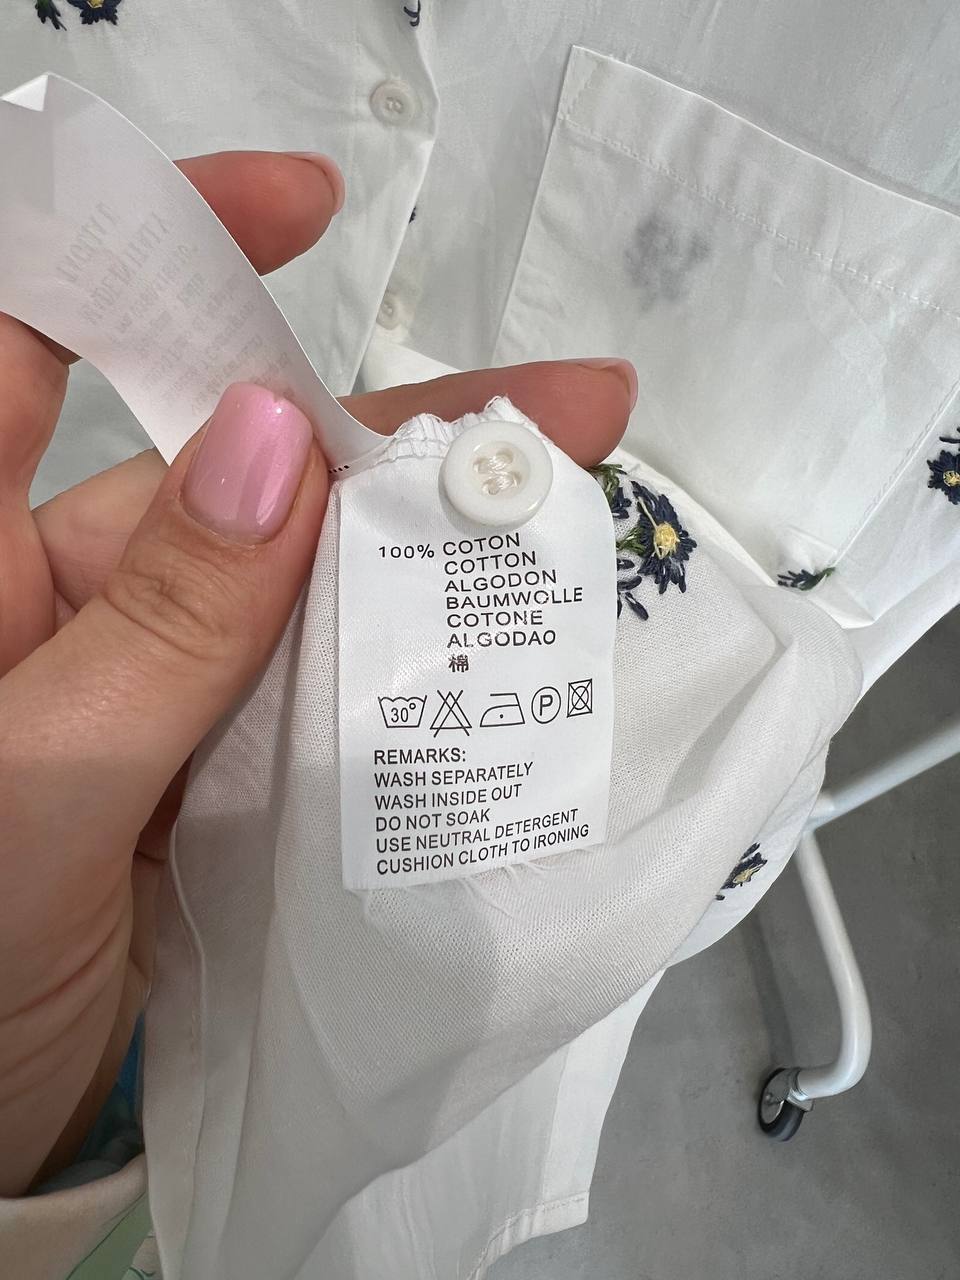 100% COTON
COTTON
ALGODON
BAUMWOLLE
COTONE
ALGODAO
棉
30°
P
REMARKS:
WASH SEPARATELY
WASH INSIDE OUT
DO NOT SOAK
USE NEUTRAL DETERGENT
CUSHION CLOTH TO IRONING